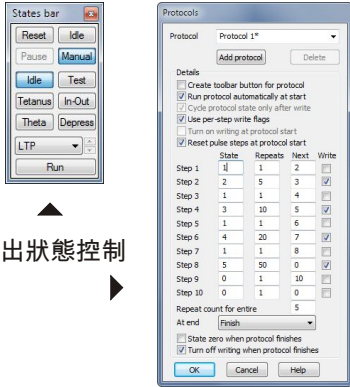 States bar
Reset Idle
Pause Manual
Idle Test
Tetanus In-Out
Theta Depress
LTP
Run
出狀態控制
Protocols
Protocol Protocol 1*
Add protocol Delete
Details
Create toolbar button for protocol
Run protocol automatically at start
Cycle protocol state only after write
Use per-step write flags
Turn on writing at protocol start
Reset pulse steps at protocol start
State Repeats Next Write
Step 1 1 1 2
Step 2 2 5 3
Step 3 1 1 4
Step 4 3 10 5
Step 5 1 1 6
Step 6 4 20 7
Step 7 1 1 8
Step 8 5 50 0
Step 9 0 1 10
Step 10 0 1 0
Repeat count for entire 5
At end Finish
State zero when protocol finishes
Turn off writing when protocol finishes
OK Cancel Help